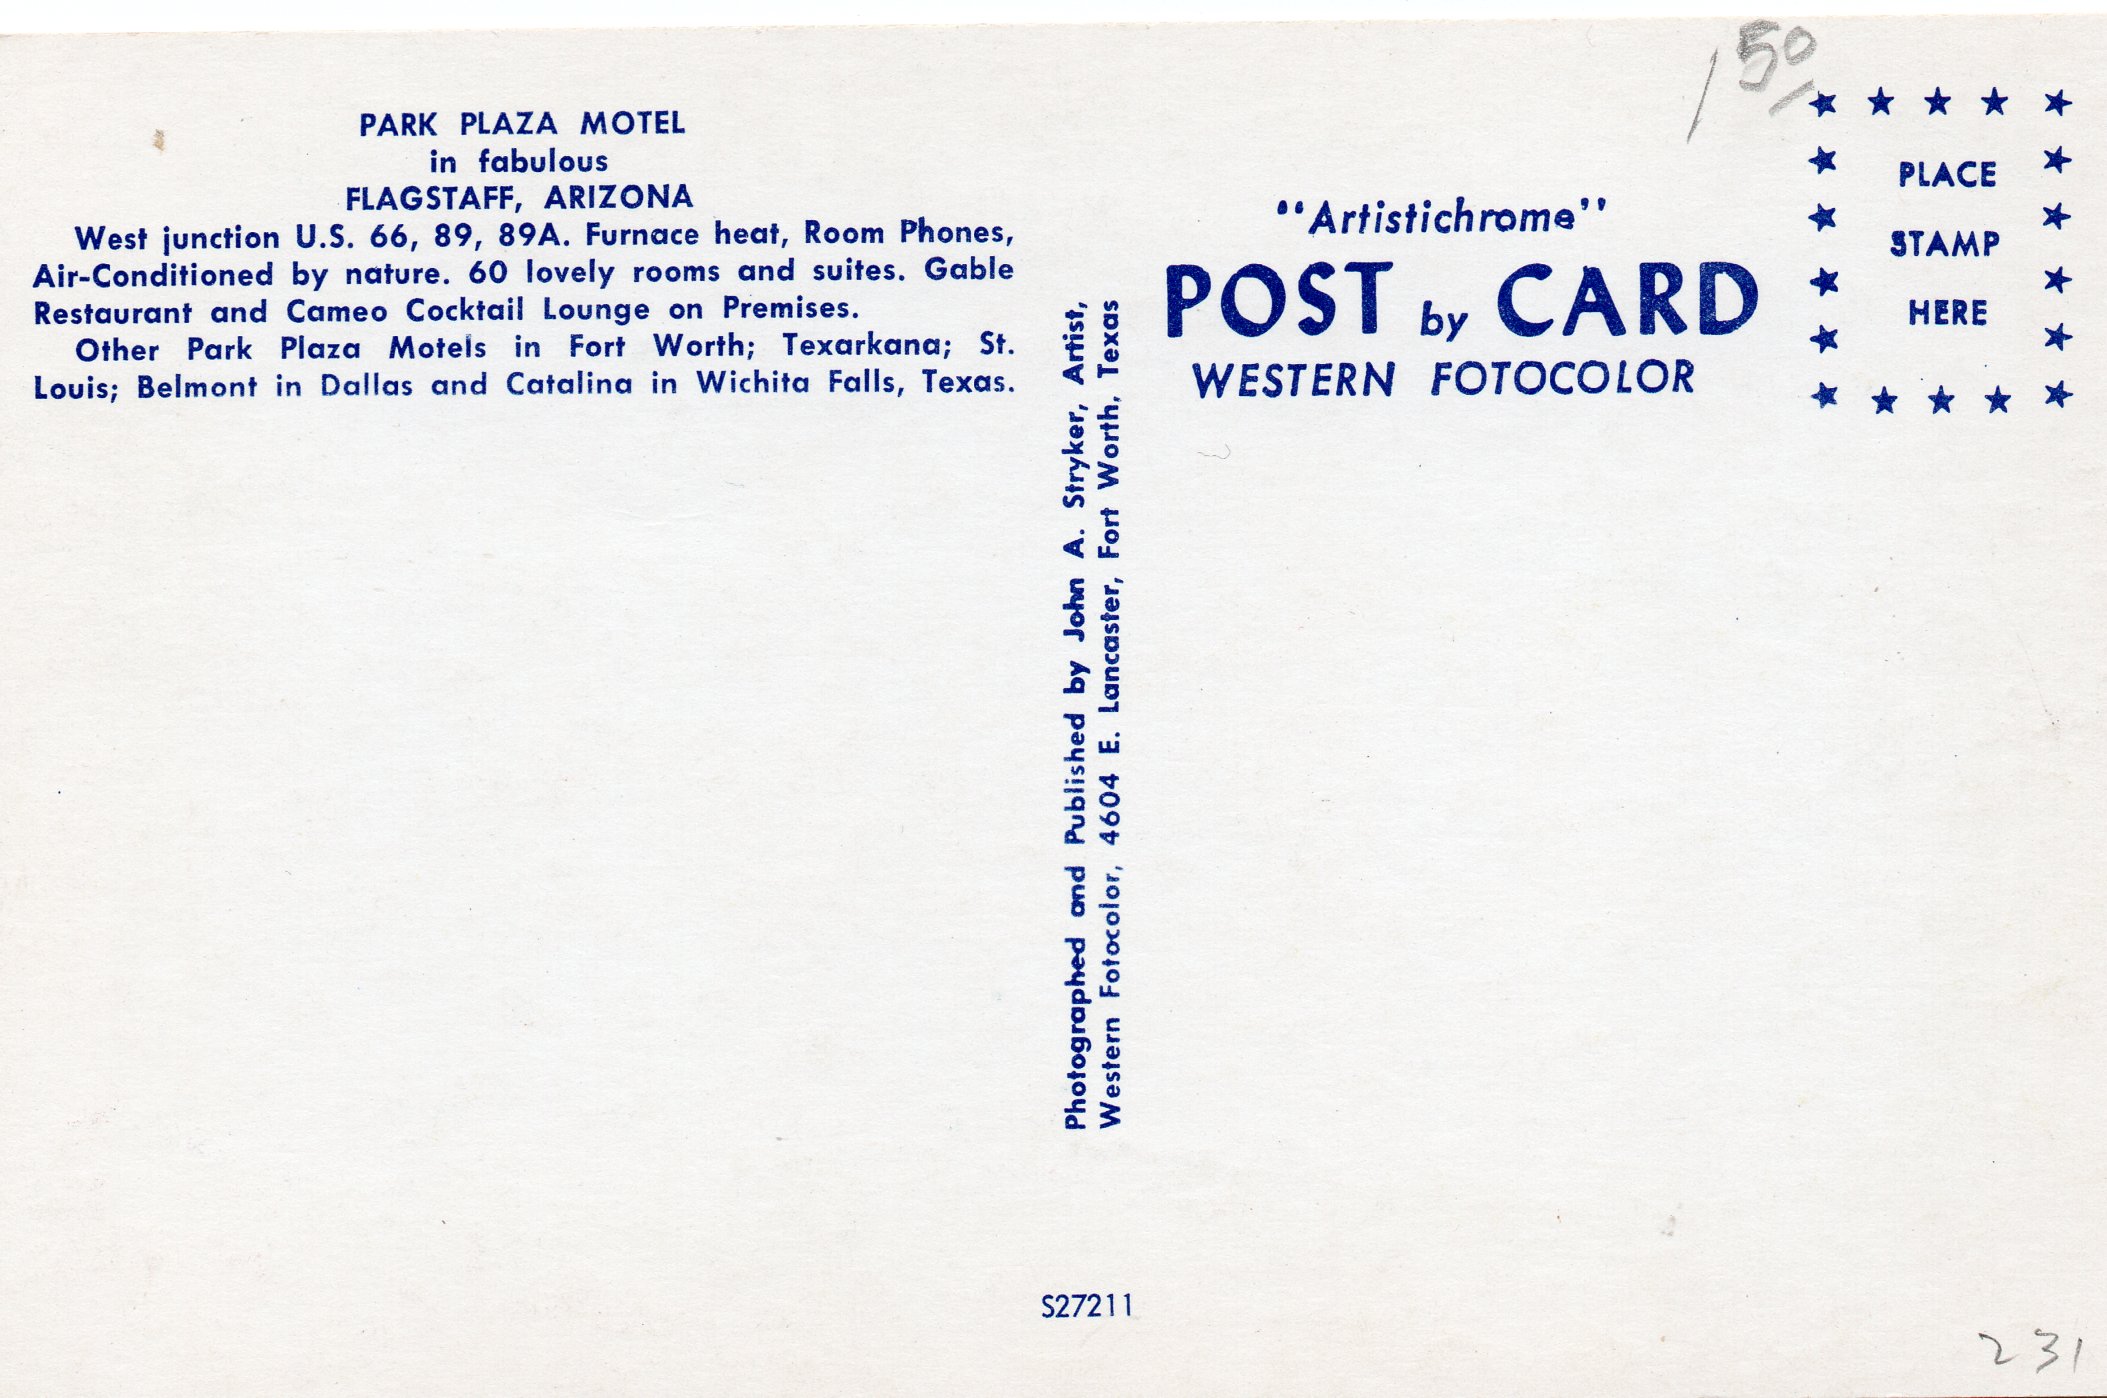 PARK PLAZA MOTEL
in fabulous
FLAGSTAFF, ARIZONA
West junction U.S. 66, 89, 89A. Furnace heat, Room Phones,
Air-Conditioned by nature. 60 lovely rooms and suites. Gable
Restaurant and Cameo Cocktail Lounge on Premises.
Other Park Plaza Motels in Fort Worth; Texarkana; St.
Louis; Belmont in Dallas and Catalina in Wichita Falls, Texas.
Photographed and Published by John A. Stryker, Artist,
Western Fotocolor, 4604 E. Lancaster, Fort Worth, Texas
1 50
"Artistichrome"
POST by CARD
WESTERN FOTOCOLOR
PLACE
STAMP
HERE
S27211
231